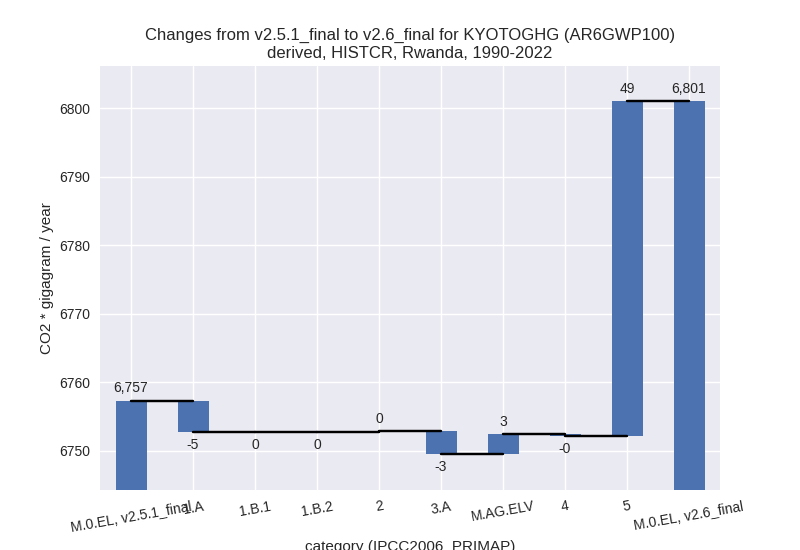 Changes from v2.5.1_final to v2.6_final for KYOTOGHG (AR6GWP100)
derived, HISTCR, Rwanda, 1990-2022
CO2 * gigagram / year
6800
6790
6780
6770
6760
6750
6,757
-5
0
0
0
-3
3
-0
49
6,801
M.0.EL, v2.5.1_final
1.A
1.B.1
1.B.2
2
3.A
M.AG.ELV
4
5
M.0.EL, v2.6_final
category (IPCC2006_PRIMAP)